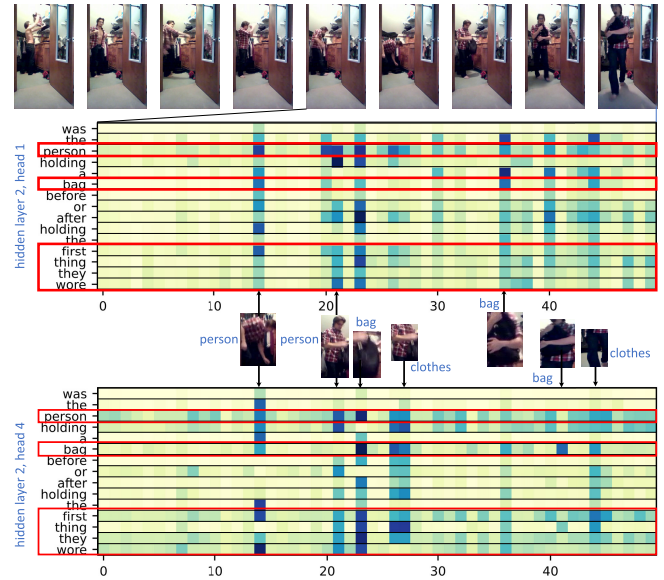 hidden layer 2, head 1
was
the
person
holding
a
bag
before
or
after
holding
the
first
thing
they
wore
0 10 20 30 40
person
person
bag
clothes
bag
bag
clothes
hidden layer 2, head 4
was
the
person
holding
a
bag
before
or
after
holding
the
first
thing
they
wore
0 10 20 30 40